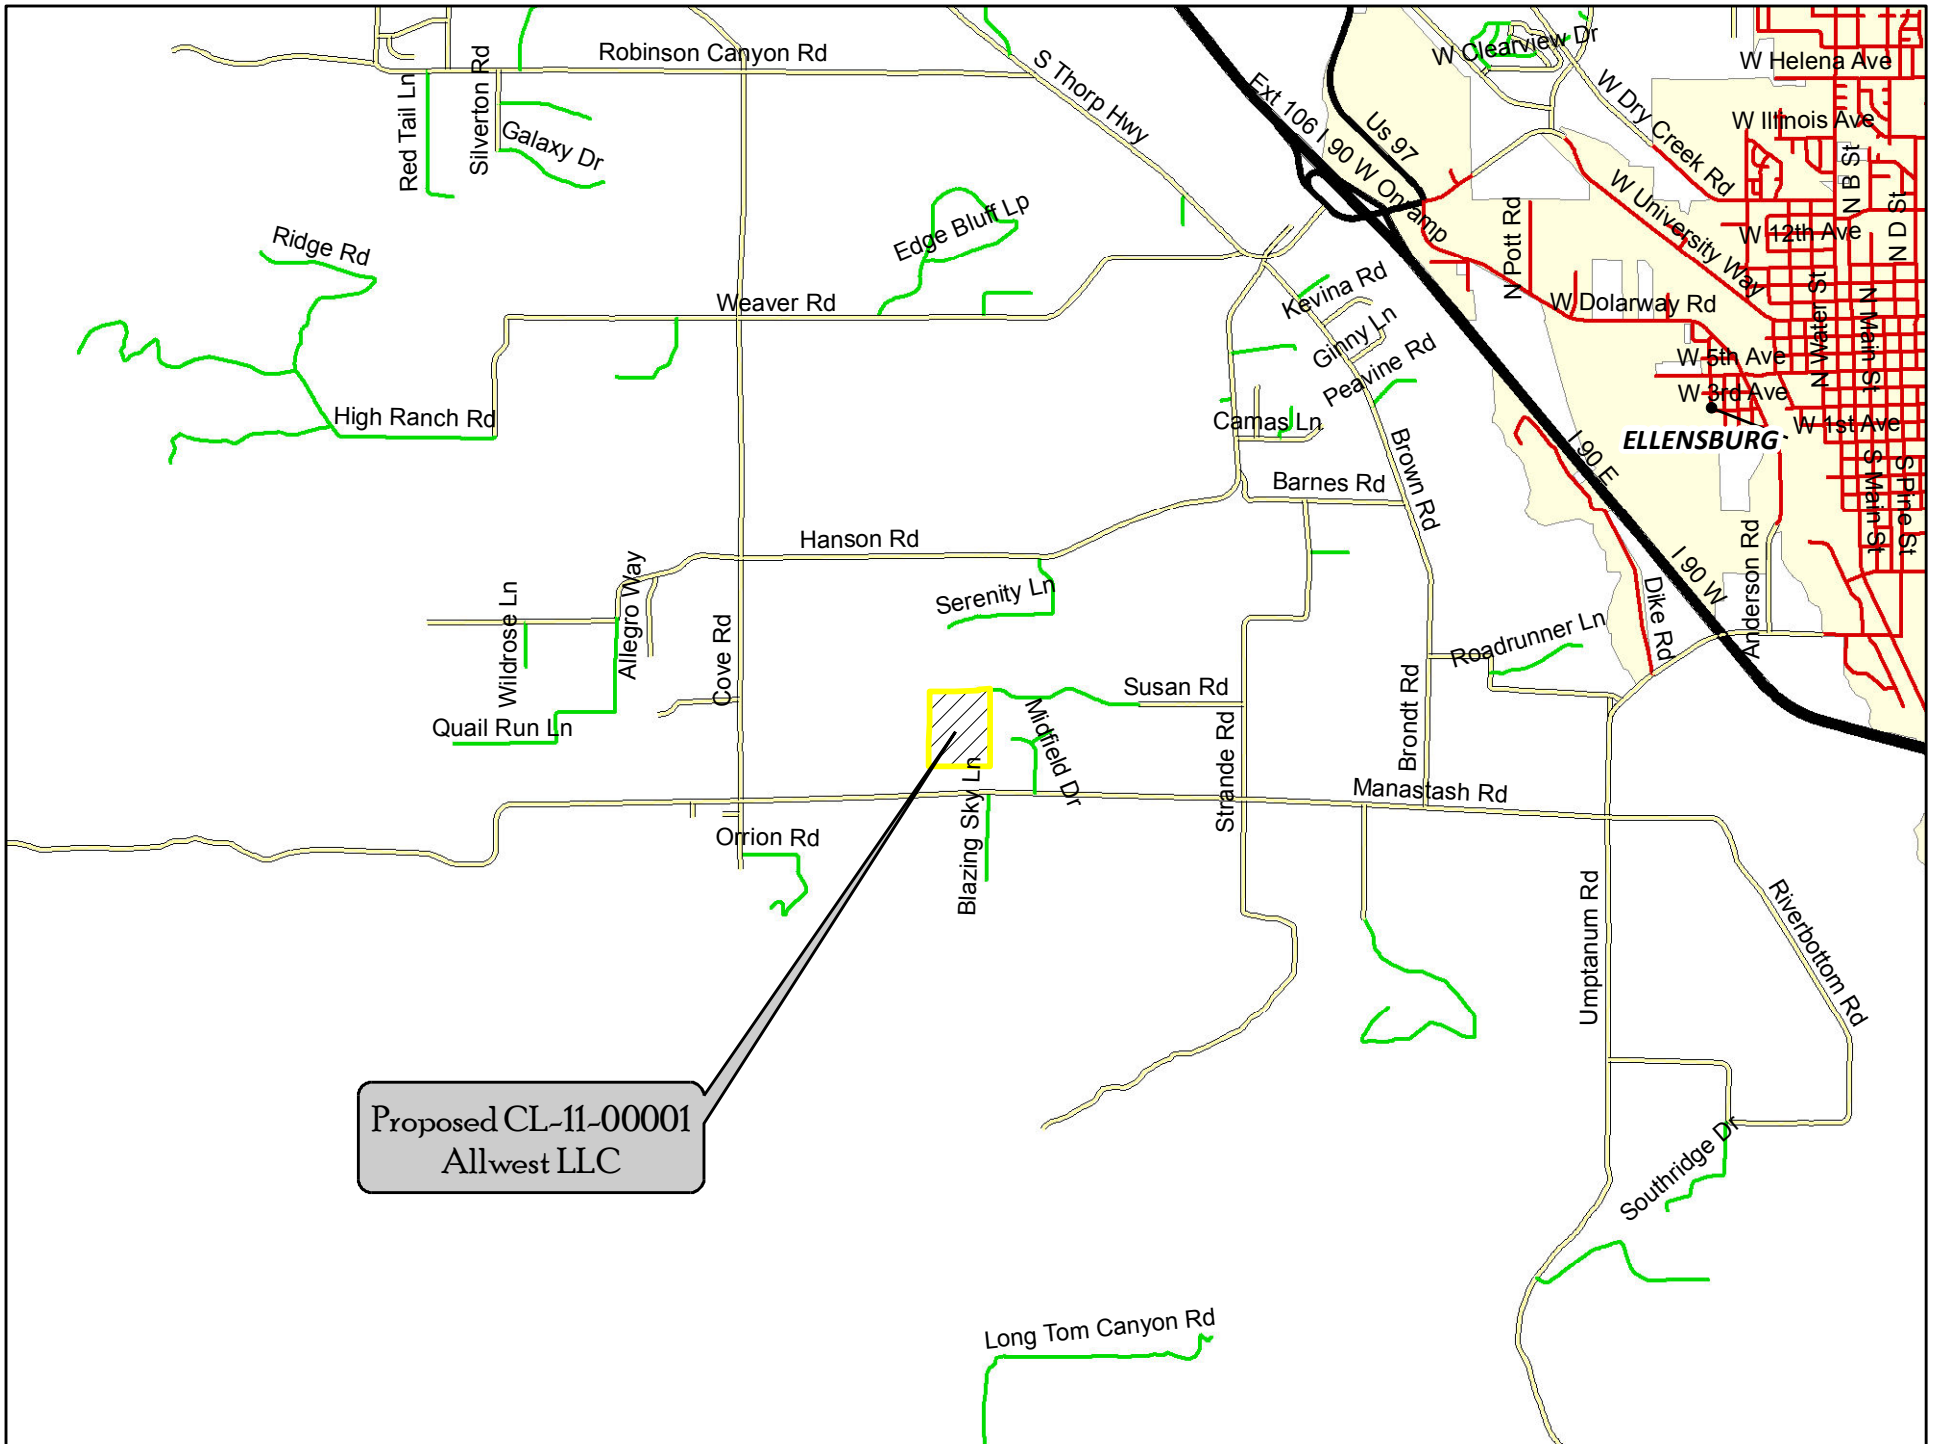 Robinson Canyon Rd
S Thorp Hwy
W Clearview Dr
W Helena Ave
Red Tail Ln
Silverton Rd
Galaxy Dr
Ext 106 I 90 W Onramp
Us 97
W Dry Creek Rd
W Illinois Ave
N B St
N D St
W University Way
W 12th Ave
Ridge Rd
Edge Bluff Lp
N Pott Rd
Weaver Rd
Kevina Rd
Ginny Ln
Peavine Rd
W Dolarway Rd
N Water St
N Main St
W 5th Ave
W 3rd Ave
W 1st Ave
ELLENSBURG
High Ranch Rd
Camas Ln
Brown Rd
I 90 E
S Main St
S Pine St
Barnes Rd
Hanson Rd
I 90 W
Anderson Rd
Dike Rd
Wildrose Ln
Allegro Way
Serenity Ln
Cove Rd
Roadrunner Ln
Quail Run Ln
Susan Rd
Midfield Dr
Strande Rd
Brondt Rd
Manastash Rd
Blazing Sky Ln
Orrion Rd
Umptanum Rd
Riverbottom Rd
Proposed CL-11-00001
Allwest LLC
Southridge Dr
Long Tom Canyon Rd